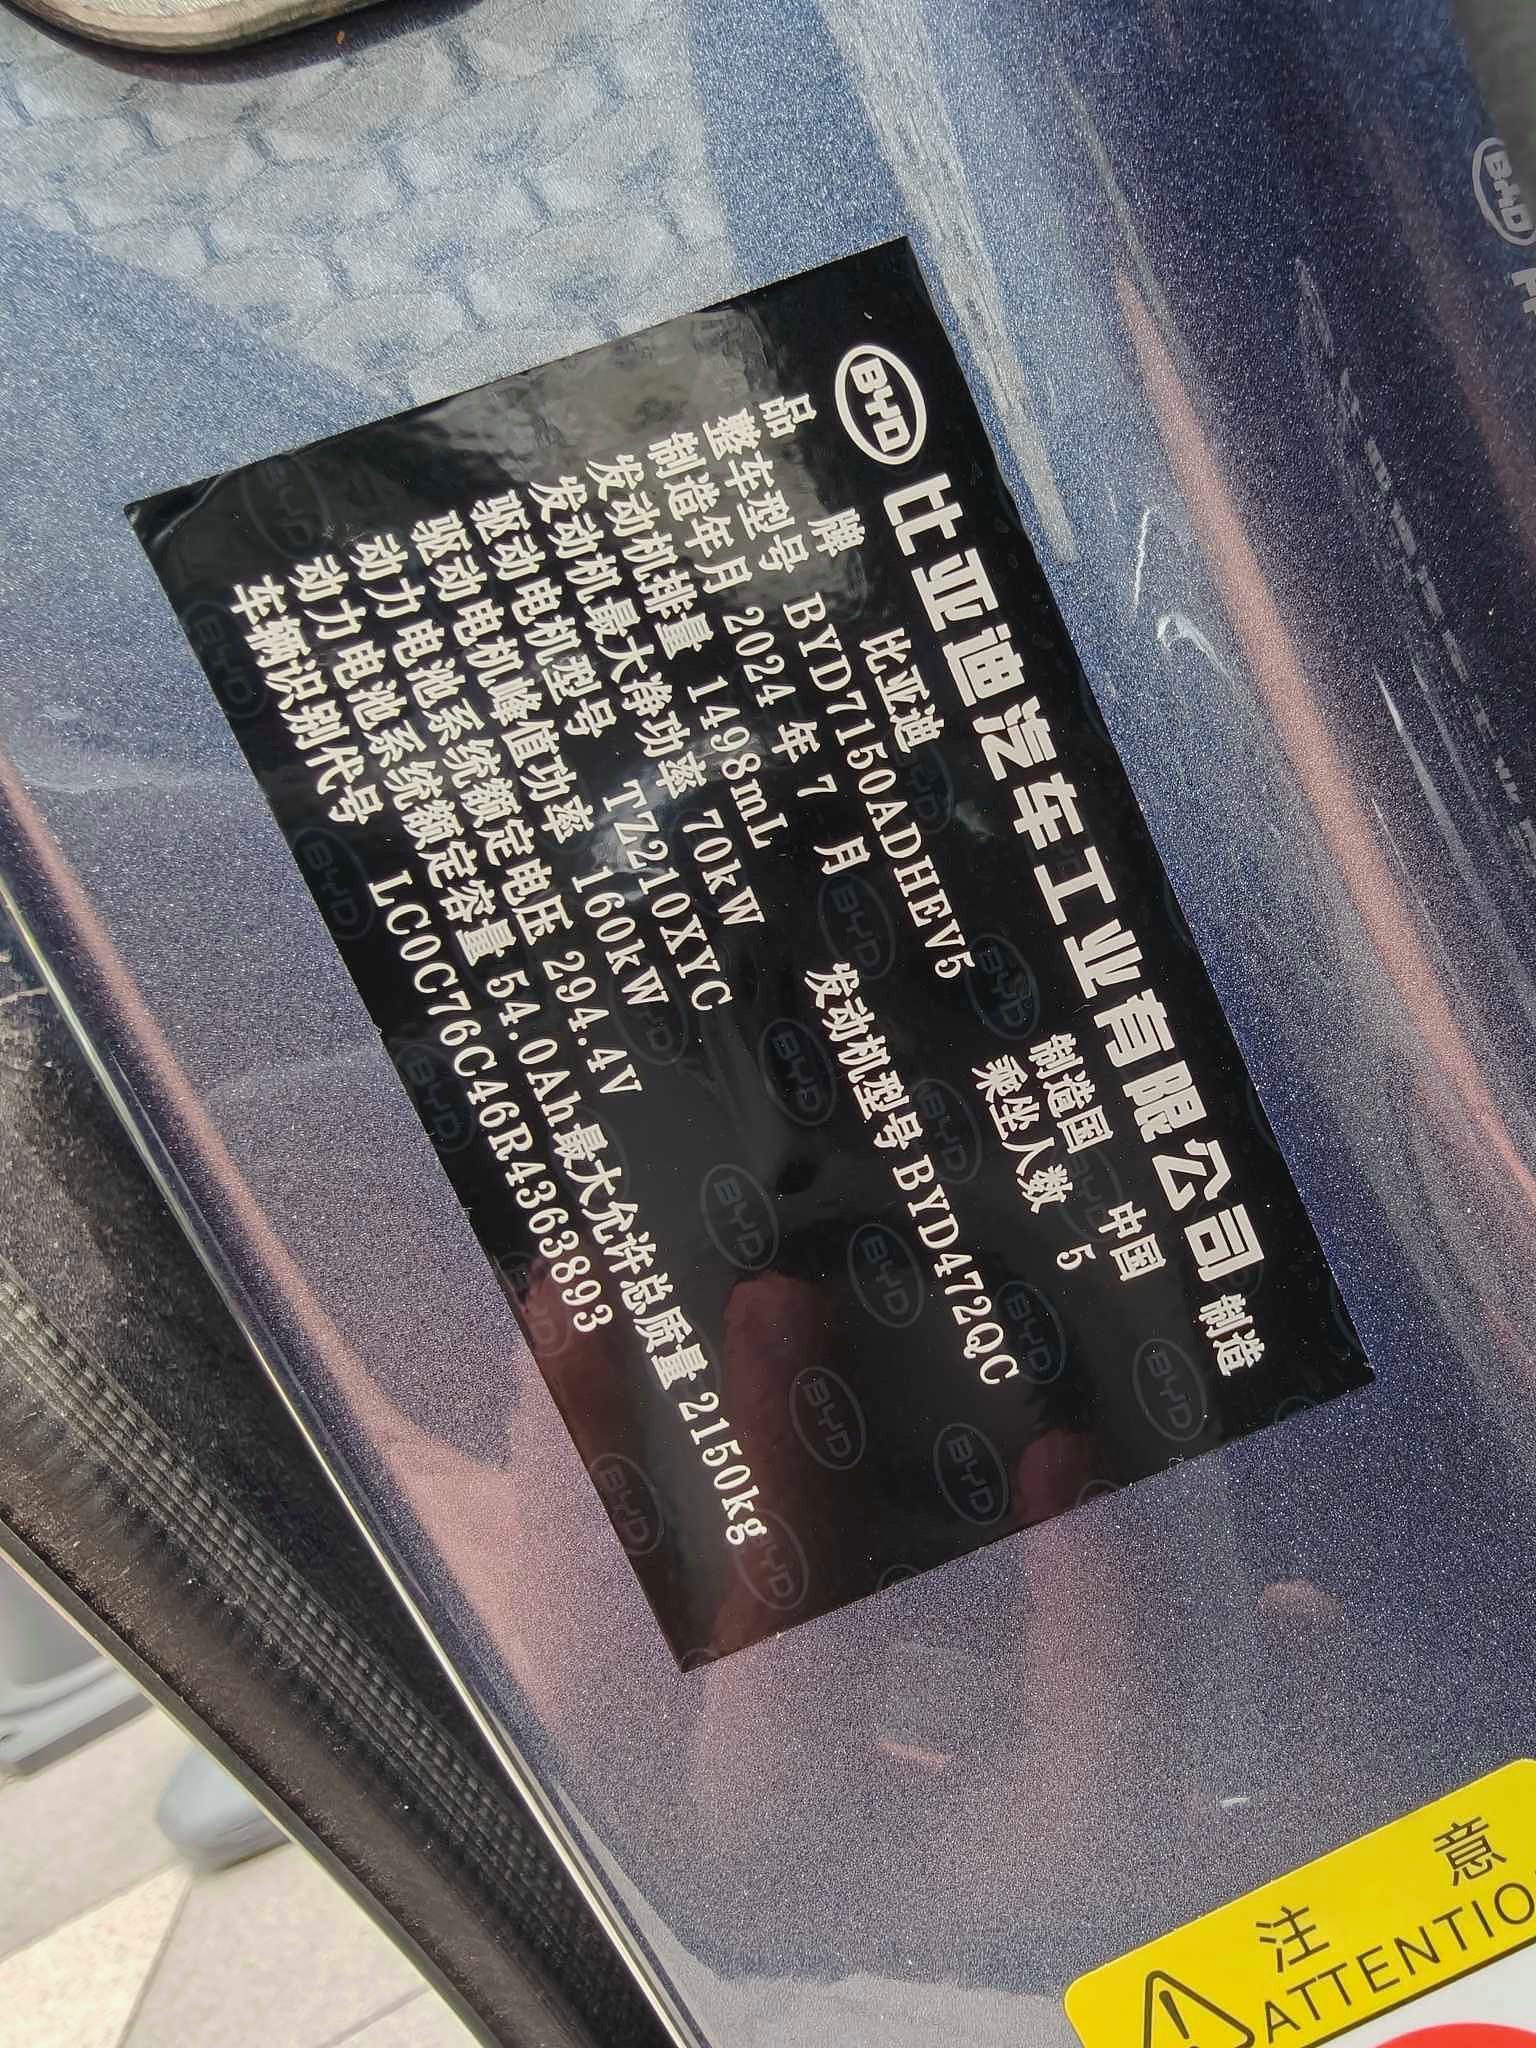 BYD 比亚迪汽车工业有限公司 制造
品 牌 比亚迪 制造国 中国
整车型号 BYD7150ADHEV5 乘坐人数 5
制造年月 2024 年 7 月
发动机排量 1498mL 发动机型号 BYD472QC
发动机最大净功率 70kW
驱动电机型号 TZ210XYC
驱动电机峰值功率 160kW
动力电池系统额定电压 294.4V
动力电池系统额定容量 54.0Ah 最大允许总质量 2150kg
车辆识别代号 LC0C76C46R4363893
BYD
注 意
ATTENTIO